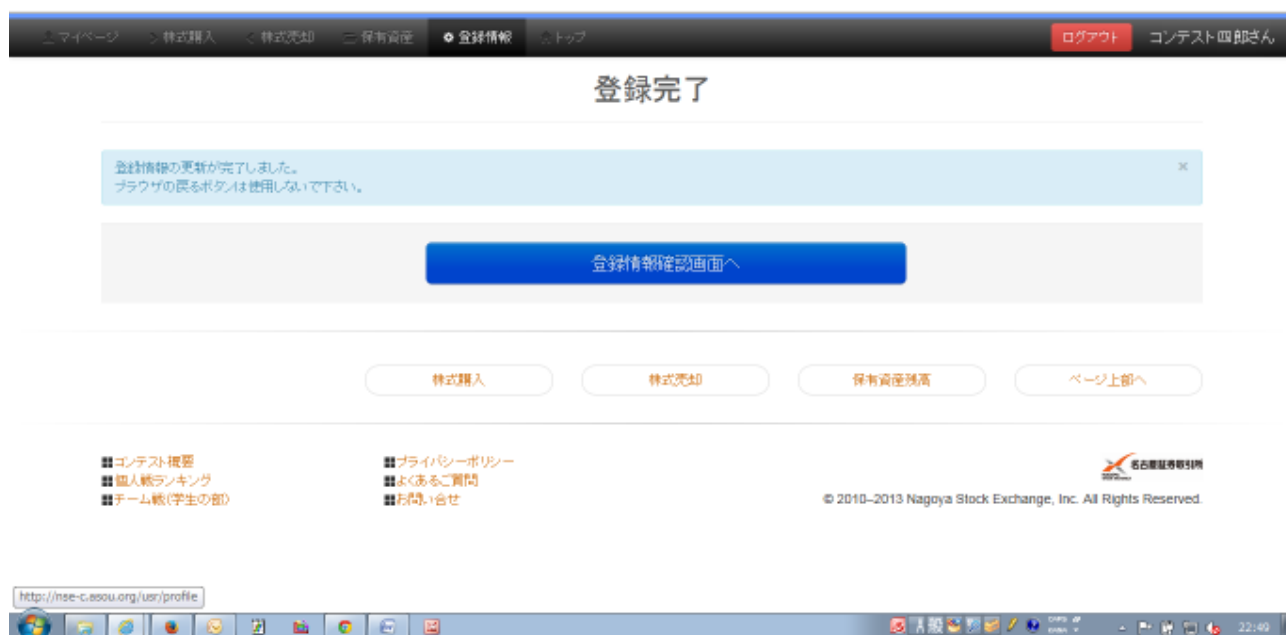 マイページ 株式購入 株式売却 保有資産 登録情報 トップ ログアウト コンテスト四郎さん
登録完了
登録情報の更新が完了しました。
ブラウザの戻るボタンは使用しないで下さい。
×
登録情報確認画面へ
株式購入 株式売却 保有資産残高 ページ上部へ
コンテスト概要 プライバシーポリシー
個人戦ランキング よくあるご質問
チーム戦(学生の部) お問い合せ
名古屋証券取引所
© 2010–2013 Nagoya Stock Exchange, Inc. All Rights Reserved.
http://nse-c.asou.org/usr/profile
般
22:49